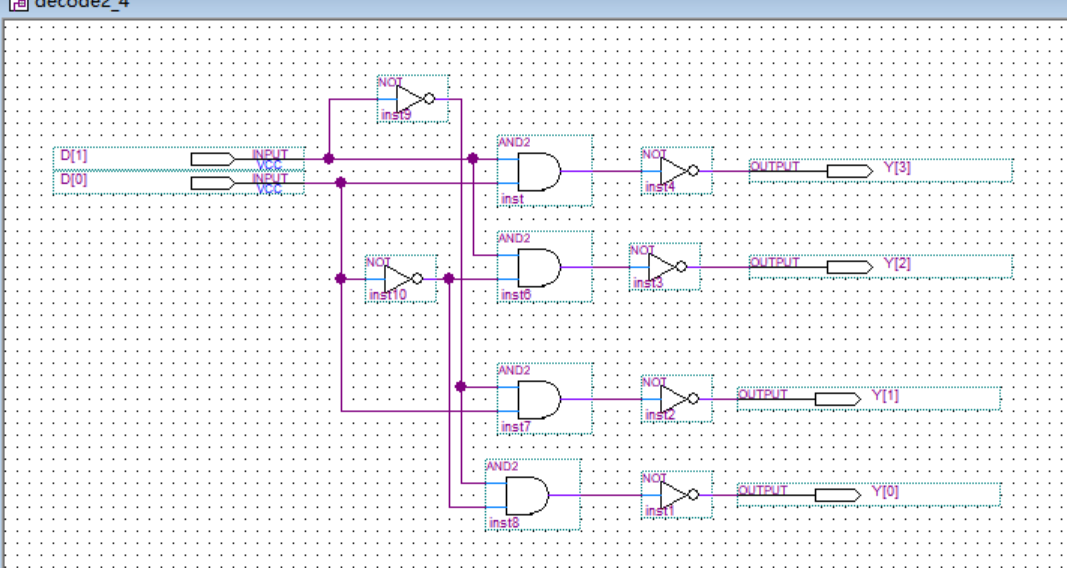 decode2_4
NOT
inst9
D[1] INPUT VCC
D[0] INPUT VCC
AND2
inst
NOT
inst4
OUTPUT Y[3]
NOT
inst10
AND2
inst6
NOT
inst3
OUTPUT Y[2]
AND2
inst7
NOT
inst2
OUTPUT Y[1]
AND2
inst8
NOT
inst1
OUTPUT Y[0]